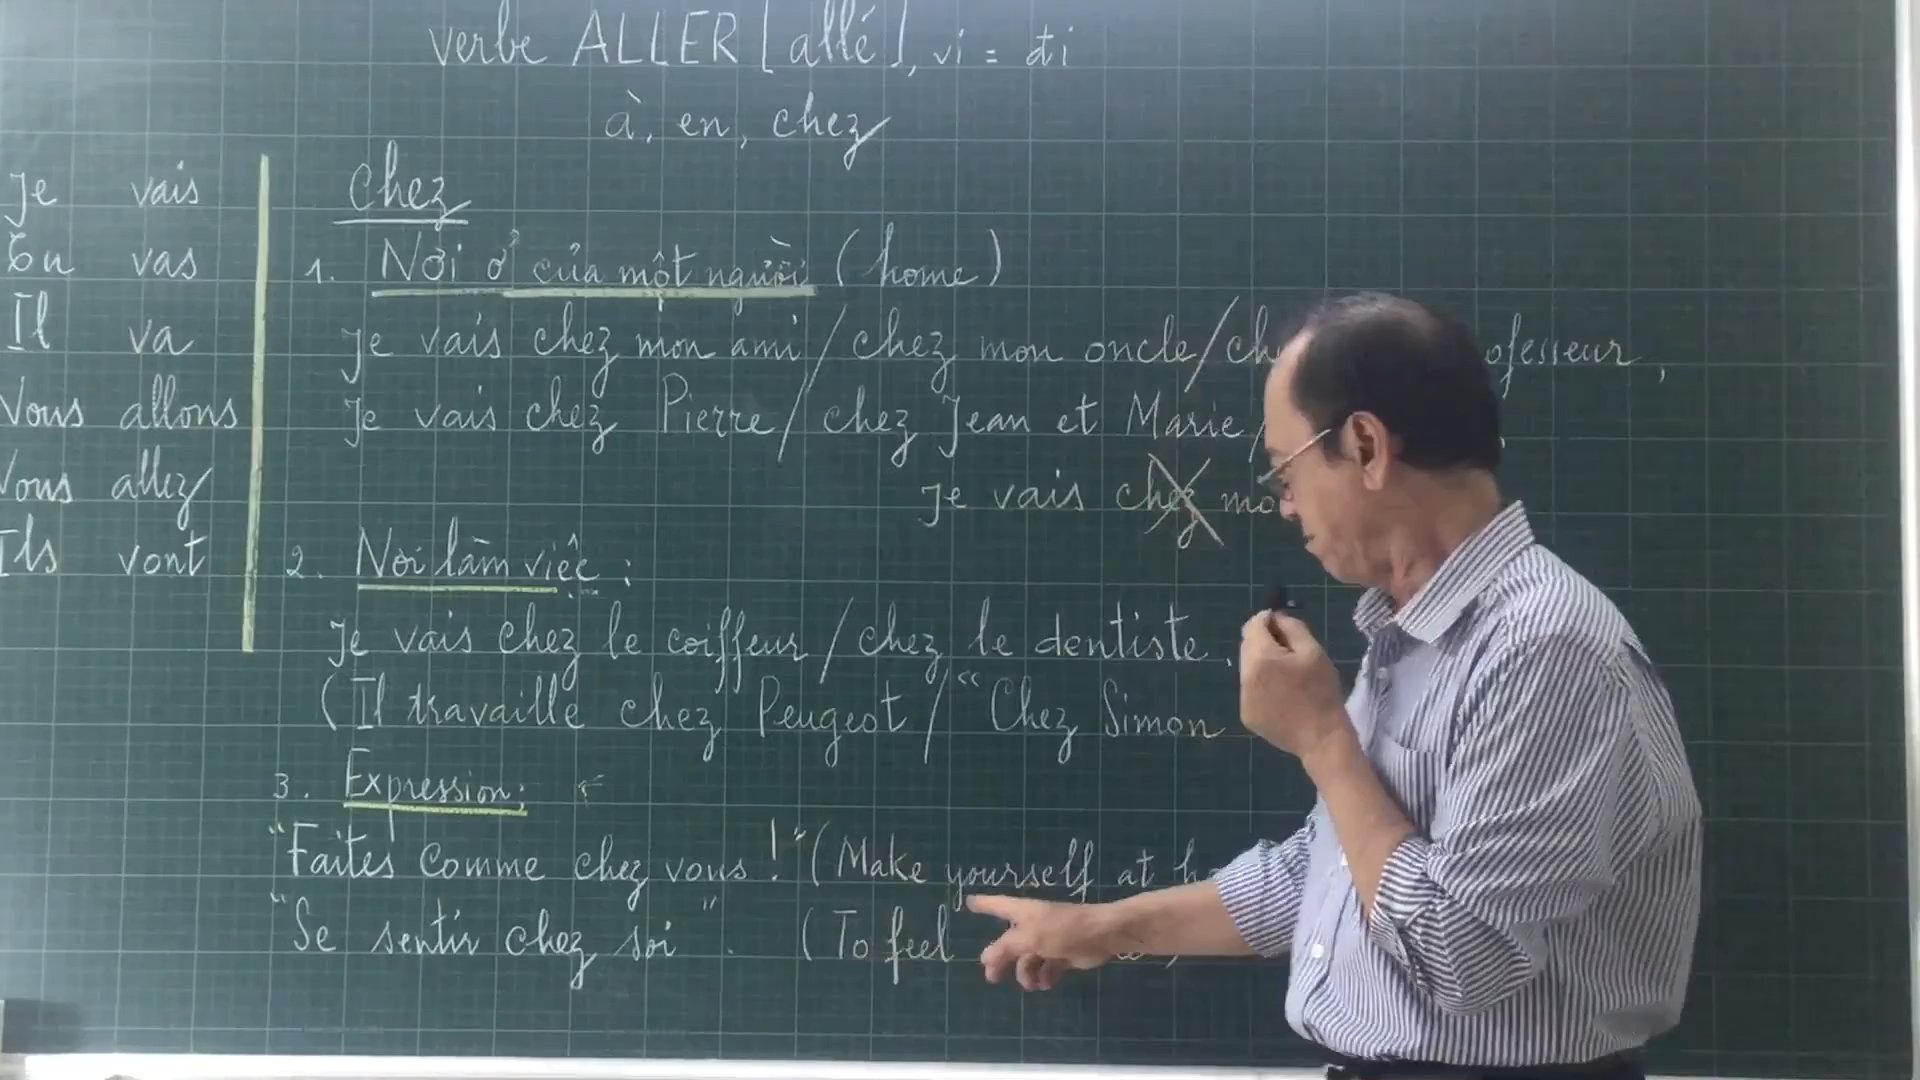 verbe ALLER [allé], vi = đi
à, en, chez
Je vais
Tu vas
Il va
Nous allons
Vous allez
Ils vont
Chez
1. Nơi ở của một người (home)
Je vais chez mon ami / chez mon oncle /
Je vais chez Pierre / chez Jean et Marie /
Je vais chez
2. Nơi làm việc :
Je vais chez le coiffeur / chez le dentiste.
(Il travaille chez Peugeot / "Chez Simon
3. Expression:
"Faites comme chez vous !" (Make yourself at
"Se sentir chez soi". (To feel